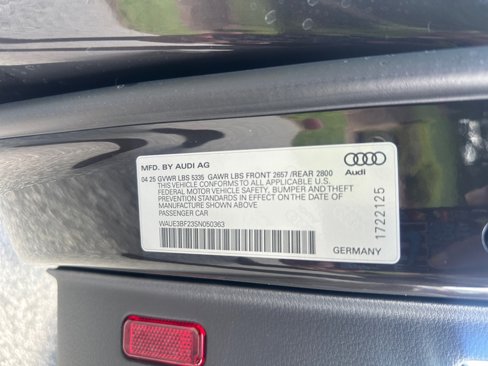 MFD. BY AUDI AG
04 25 GVWR LBS 5335 GAWR LBS FRONT 2657 /REAR 2800
THIS VEHICLE CONFORMS TO ALL APPLICABLE U.S.
FEDERAL MOTOR VEHICLE SAFETY, BUMPER AND THEFT
PREVENTION STANDARDS IN EFFECT ON THE DATE OF
MANUFACTURE SHOWN ABOVE
PASSENGER CAR
WAUE3BF23SN050363
Audi
1722125
GERMANY